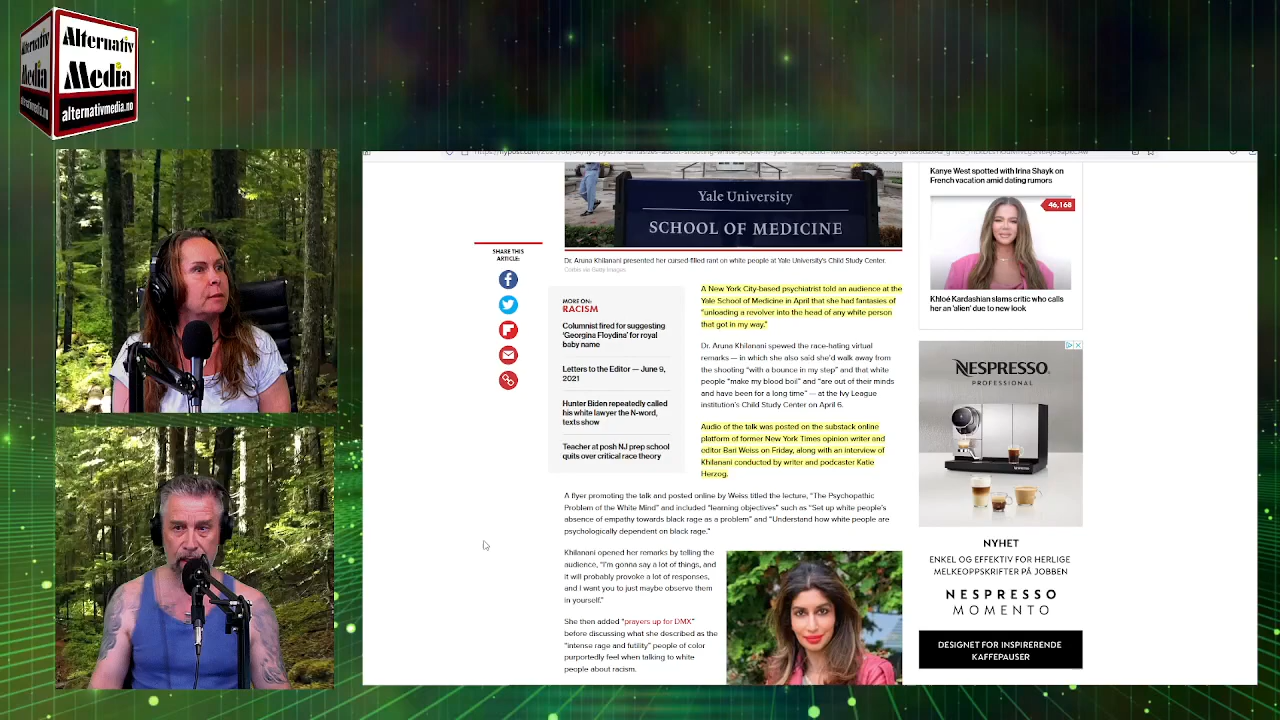 Alternativ
Media
alternativmedia.no
Alternativ
Media
alternativmedia.no
Yale University
SCHOOL OF MEDICINE
Dr. Aruna Khilanani presented her cursed-filled rant on white people at Yale University's Child Study Center.
Corbis via Getty Images
SHARE THIS
ARTICLE:
MORE ON:
RACISM
Columnist fired for suggesting
'Georgina Floydina' for royal
baby name
Letters to the Editor — June 9,
2021
Hunter Biden repeatedly called
his white lawyer the N-word,
texts show
Teacher at posh NJ prep school
quits over critical race theory
A New York City-based psychiatrist told an audience at the
Yale School of Medicine in April that she had fantasies of
"unloading a revolver into the head of any white person
that got in my way."
Dr. Aruna Khilanani spewed the race-hating virtual
remarks — in which she also said she'd walk away from
the shooting "with a bounce in my step" and that white
people "make my blood boil" and "are out of their minds
and have been for a long time" — at the Ivy League
institution's Child Study Center on April 6.
Audio of the talk was posted on the substack online
platform of former New York Times opinion writer and
editor Bari Weiss on Friday, along with an interview of
Khilanani conducted by writer and podcaster Katie
Herzog.
A flyer promoting the talk and posted online by Weiss titled the lecture, "The Psychopathic
Problem of the White Mind" and included "learning objectives" such as "Set up white people's
absence of empathy towards black rage as a problem" and "Understand how white people are
psychologically dependent on black rage."
Khilanani opened her remarks by telling the
audience, "I'm gonna say a lot of things, and
it will probably provoke a lot of responses,
and I want you to just maybe observe them
in yourself."
She then added "prayers up for DMX"
before discussing what she described as the
"intense rage and futility" people of color
purportedly feel when talking to white
people about racism.
Kanye West spotted with Irina Shayk on
French vacation amid dating rumors
46,168
Khloé Kardashian slams critic who calls
her an 'alien' due to new look
NESPRESSO
PROFESSIONAL
NYHET
ENKEL OG EFFEKTIV FOR HERLIGE
MELKEOPPSKRIFTER PÅ JOBBEN
NESPRESSO
MOMENTO
DESIGNET FOR INSPIRERENDE
KAFFEPAUSER